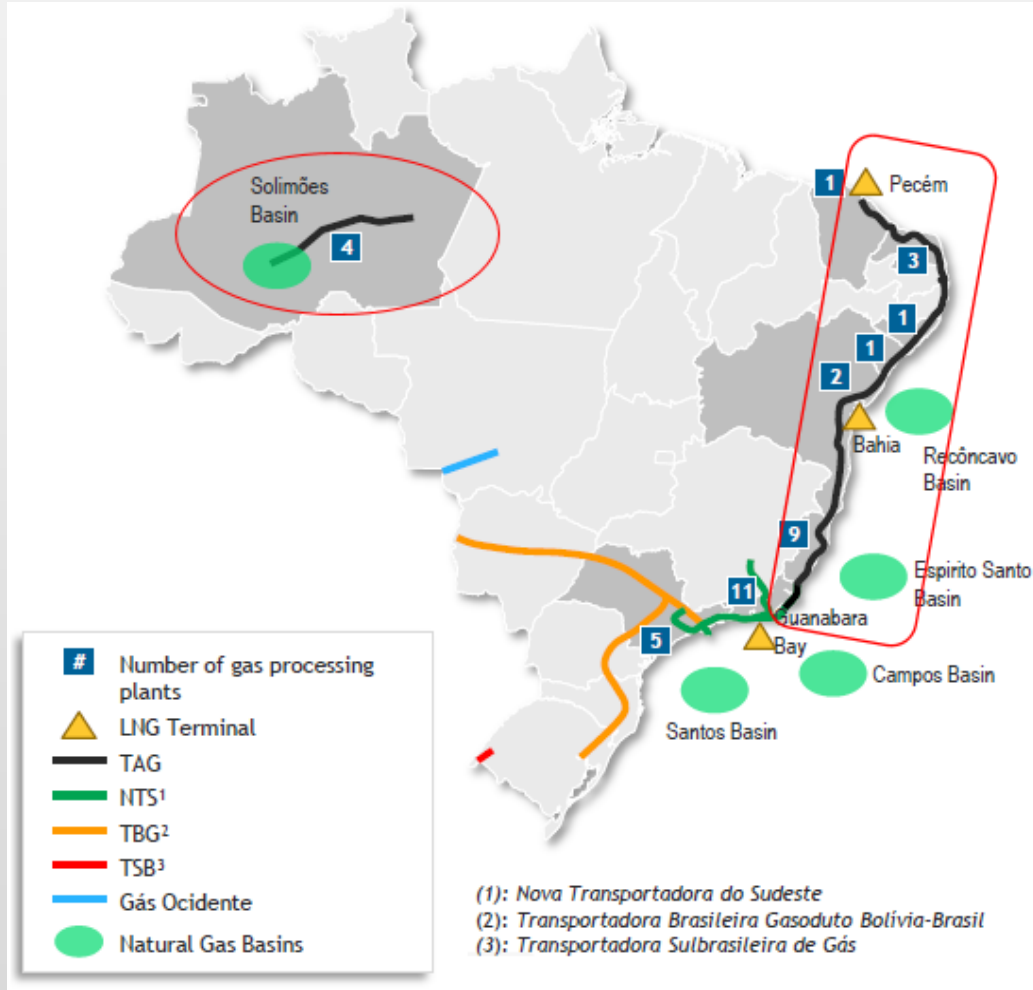 Solimões
Basin
4
1
Pecém
3
1
1
2
Bahia
Recôncavo
Basin
9
Espirito Santo
Basin
11
Guanabara
Bay
5
Campos Basin
Santos Basin
# Number of gas processing
plants
LNG Terminal
TAG
NTS¹
TBG²
TSB³
Gás Ocidente
Natural Gas Basins
(1): Nova Transportadora do Sudeste
(2): Transportadora Brasileira Gasoduto Bolívia-Brasil
(3): Transportadora Sulbrasileira de Gás